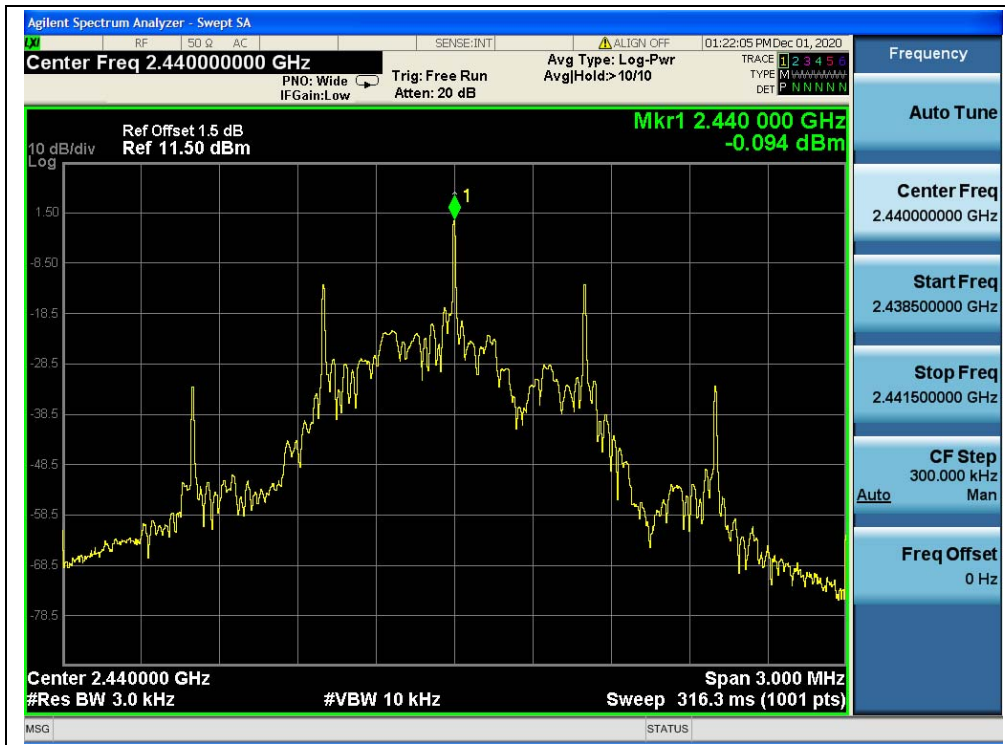 Agilent Spectrum Analyzer - Swept SA
LXI RF 50 Ω AC SENSE:INT ALIGN OFF 01:22:05 PM Dec 01, 2020
Center Freq 2.440000000 GHz
PNO: Wide
IFGain:Low
Trig: Free Run
Atten: 20 dB
Avg Type: Log-Pwr
Avg|Hold:>10/10
TRACE 1 2 3 4 5 6
TYPE M
DET P N N N N N
Mkr1 2.440 000 GHz
-0.094 dBm
Ref Offset 1.5 dB
10 dB/div Ref 11.50 dBm
Log
1
1.50
-8.50
-18.5
-28.5
-38.5
-48.5
-58.5
-68.5
-78.5
Center 2.440000 GHz Span 3.000 MHz
#Res BW 3.0 kHz #VBW 10 kHz Sweep 316.3 ms (1001 pts)
MSG STATUS
Frequency
Auto Tune
Center Freq
2.440000000 GHz
Start Freq
2.438500000 GHz
Stop Freq
2.441500000 GHz
CF Step
300.000 kHz
Auto Man
Freq Offset
0 Hz